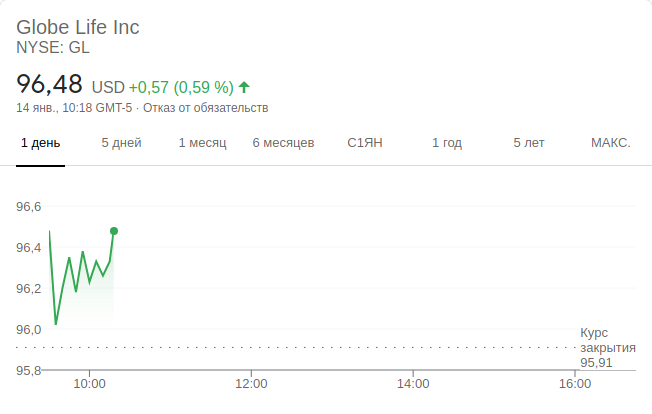 Globe Life Inc
NYSE: GL
96,48 USD +0,57 (0,59 %)
14 янв., 10:18 GMT-5 · Отказ от обязательств
1 день 5 дней 1 месяц 6 месяцев С1ЯН 1 год 5 лет МАКС.
96,6
96,4
96,2
96,0
Курс
закрытия
95,91
95,8
10:00 12:00 14:00 16:00